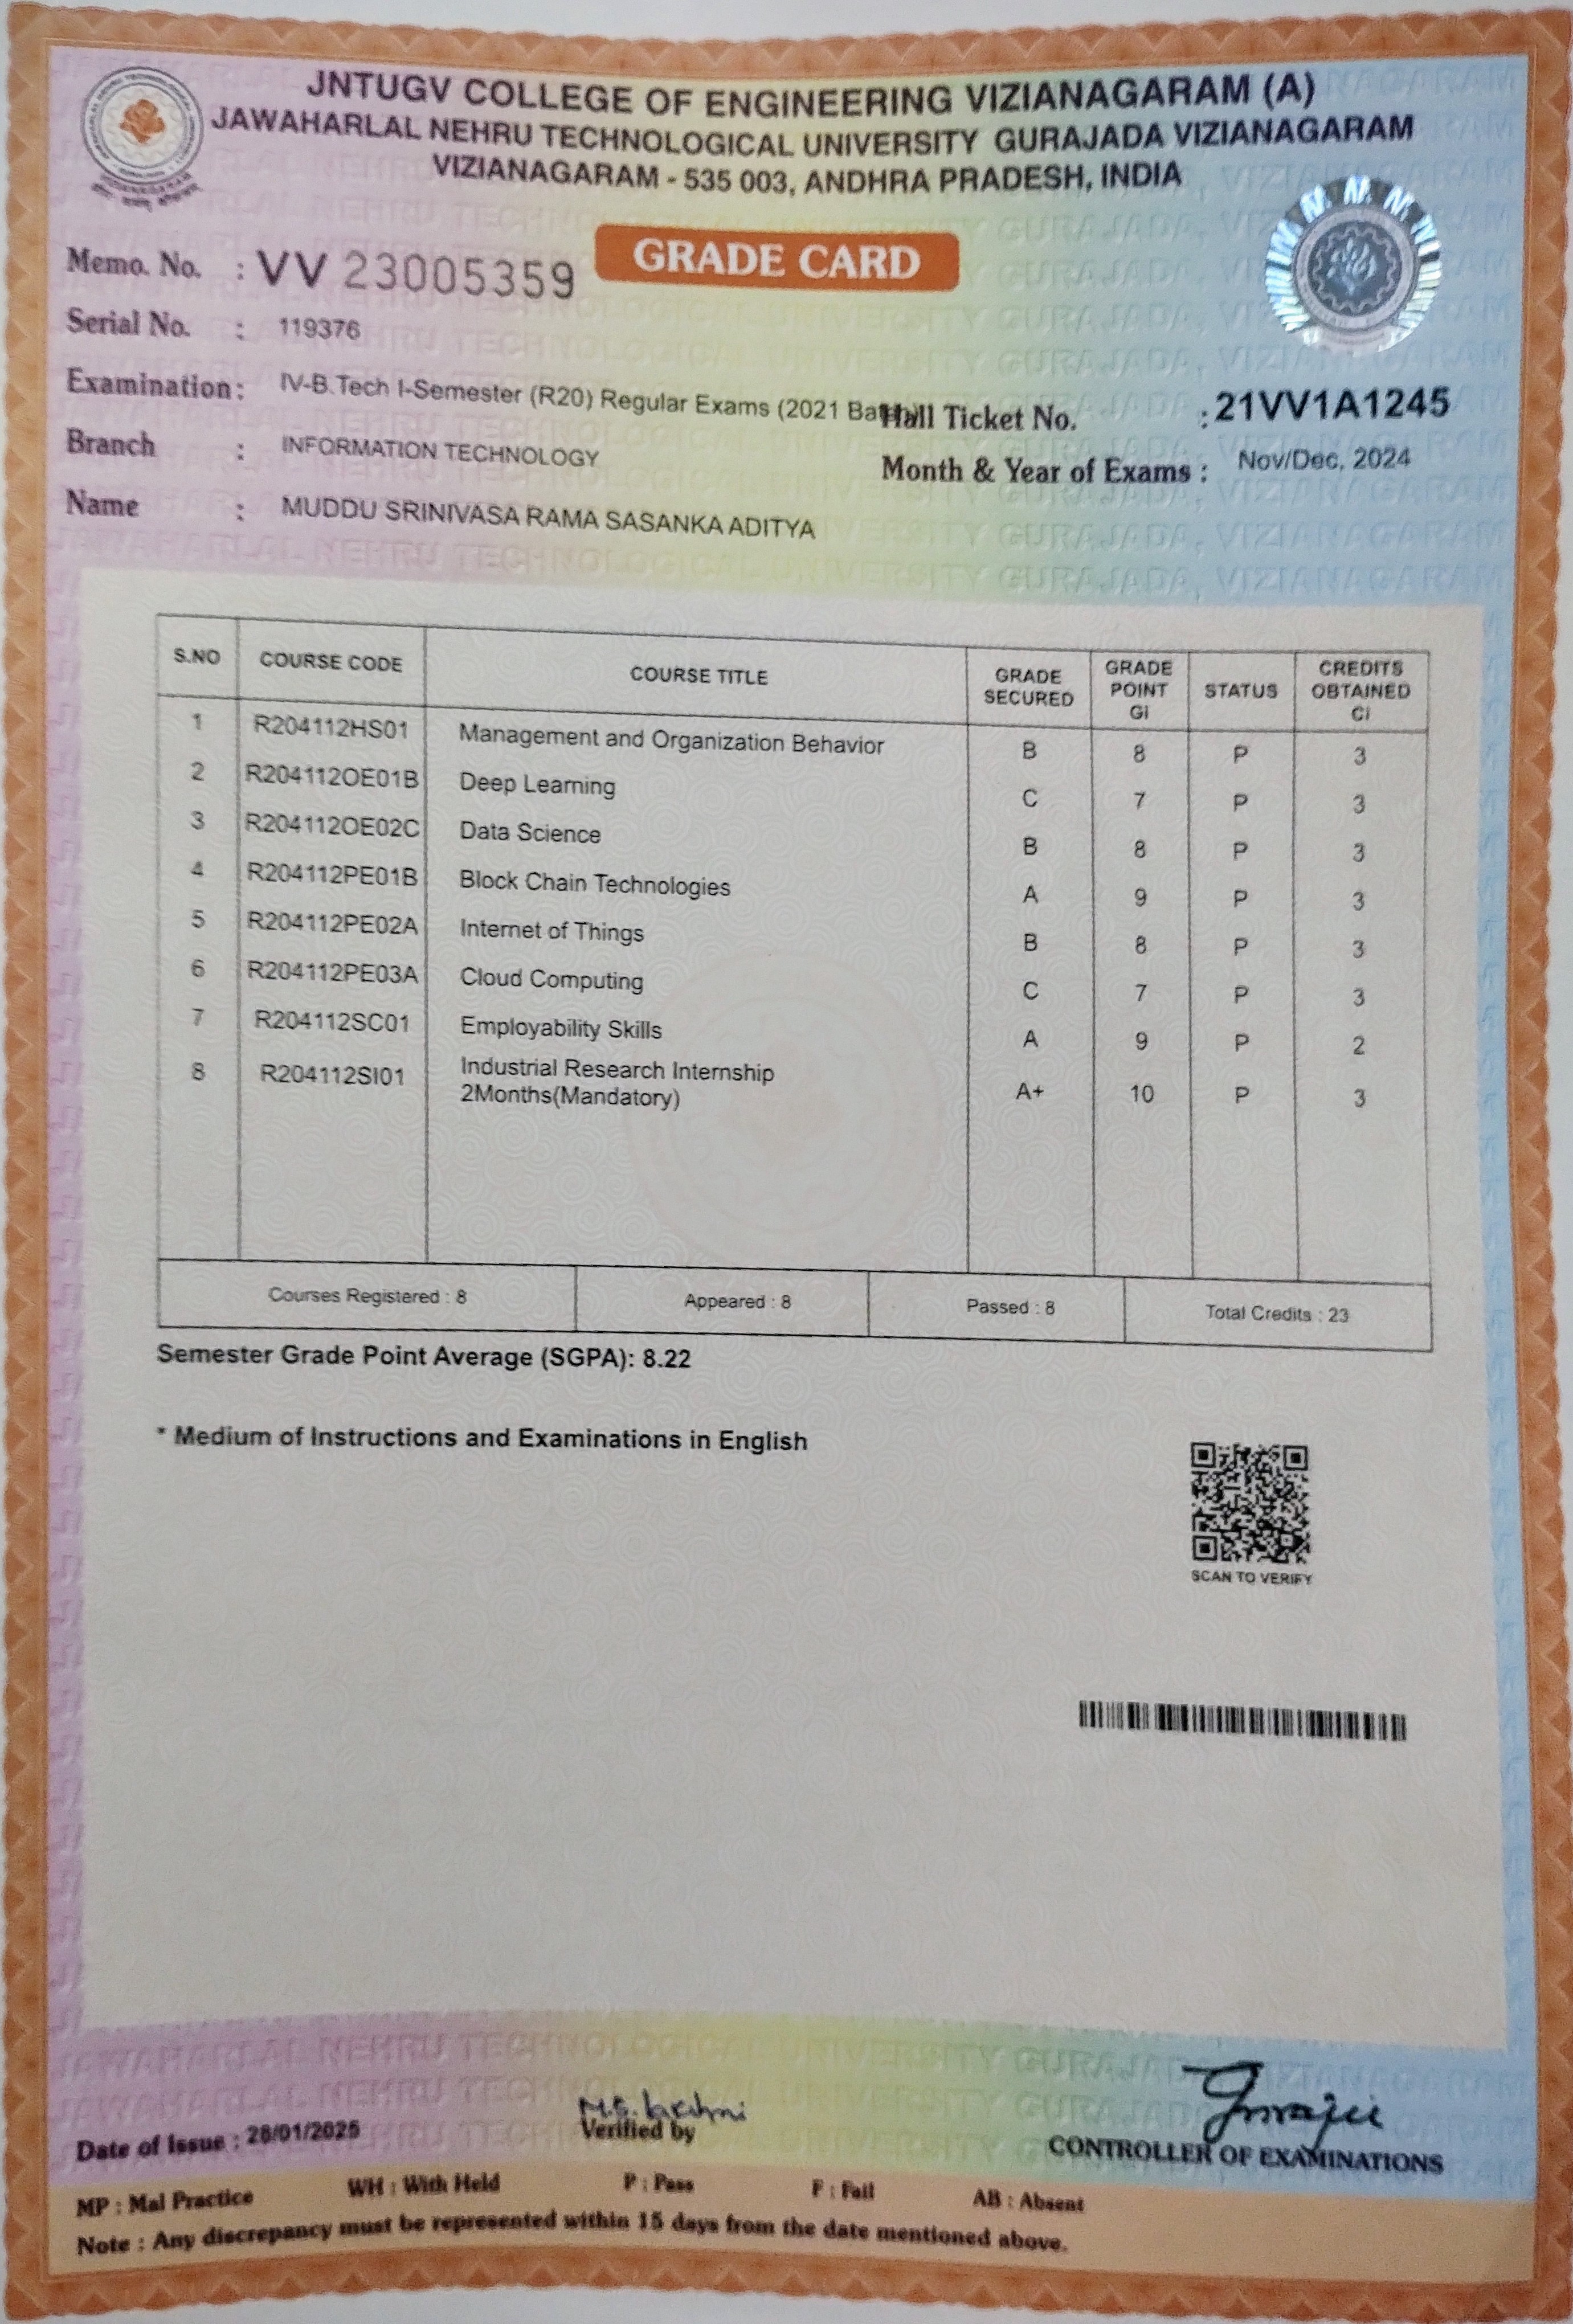 JNTUGV COLLEGE OF ENGINEERING VIZIANAGARAM (A)
JAWAHARLAL NEHRU TECHNOLOGICAL UNIVERSITY GURAJADA VIZIANAGARAM
VIZIANAGARAM - 535 003, ANDHRA PRADESH, INDIA
GRADE CARD
Memo. No. : VV 23005359
Serial No. : 119376
Examination : IV-B.Tech I-Semester (R20) Regular Exams (2021
Hall Ticket No. : 21VV1A1245
Branch : INFORMATION TECHNOLOGY
Month & Year of Exams : Nov/Dec, 2024
Name : MUDDU SRINIVASA RAMA SASANKA ADITYA
S.NO COURSE CODE COURSE TITLE GRADE SECURED GRADE POINT Gi STATUS CREDITS OBTAINED Ci
1 R204112HS01 Management and Organization Behavior B 8 P 3
2 R204112OE01B Deep Learning C 7 P 3
3 R204112OE02C Data Science B 8 P 3
4 R204112PE01B Block Chain Technologies A 9 P 3
5 R204112PE02A Internet of Things B 8 P 3
6 R204112PE03A Cloud Computing C 7 P 3
7 R204112SC01 Employability Skills A 9 P 2
8 R204112SI01 Industrial Research Internship
2Months(Mandatory) A+ 10 P 3
Courses Registered : 8 Appeared : 8 Passed : 8 Total Credits : 23
Semester Grade Point Average (SGPA): 8.22
* Medium of Instructions and Examinations in English
SCAN TO VERIFY
Date of Issue : 28/01/2025
Verified by
CONTROLLER OF EXAMINATIONS
MP : Mal Practice WH : With Held P : Pass F : Fail AB : Absent
Note : Any discrepancy must be represented within 15 days from the date mentioned above.